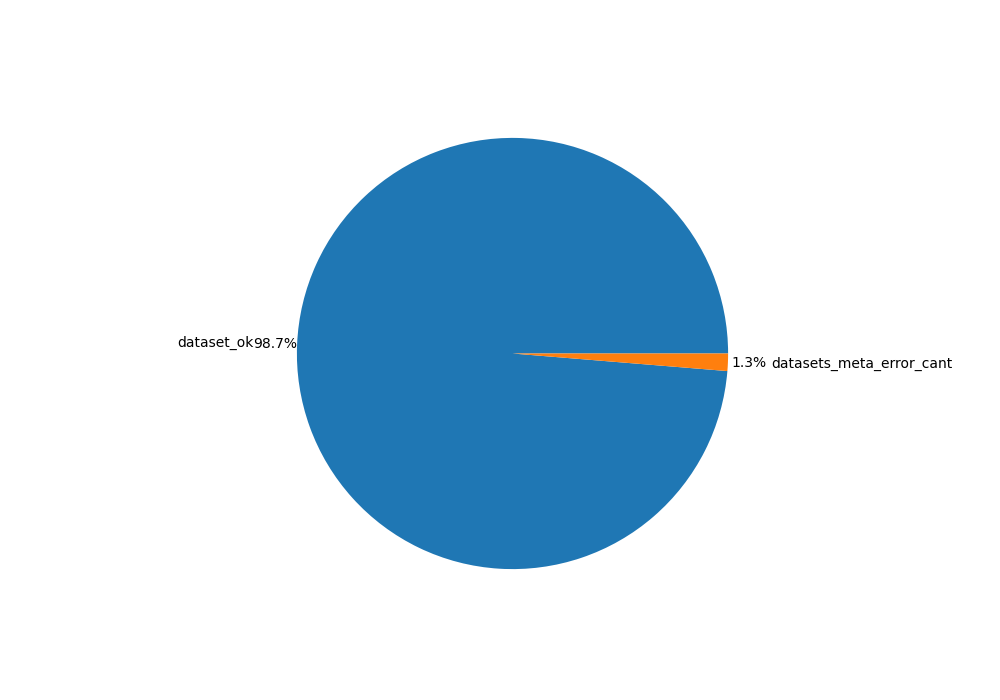 dataset_ok
98.7%
1.3%
datasets_meta_error_cant